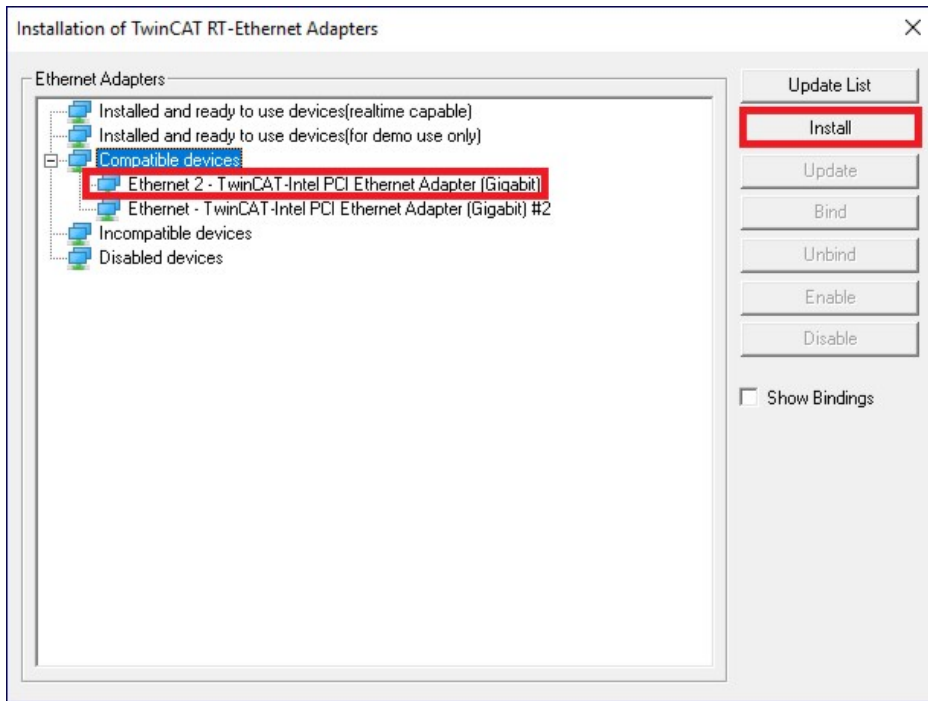 Installation of TwinCAT RT-Ethernet Adapters
Ethernet Adapters
Installed and ready to use devices(realtime capable)
Installed and ready to use devices(for demo use only)
Compatible devices
Ethernet 2 - TwinCAT-Intel PCI Ethernet Adapter (Gigabit)
Ethernet - TwinCAT-Intel PCI Ethernet Adapter (Gigabit) #2
Incompatible devices
Disabled devices
Update List
Install
Update
Bind
Unbind
Enable
Disable
Show Bindings